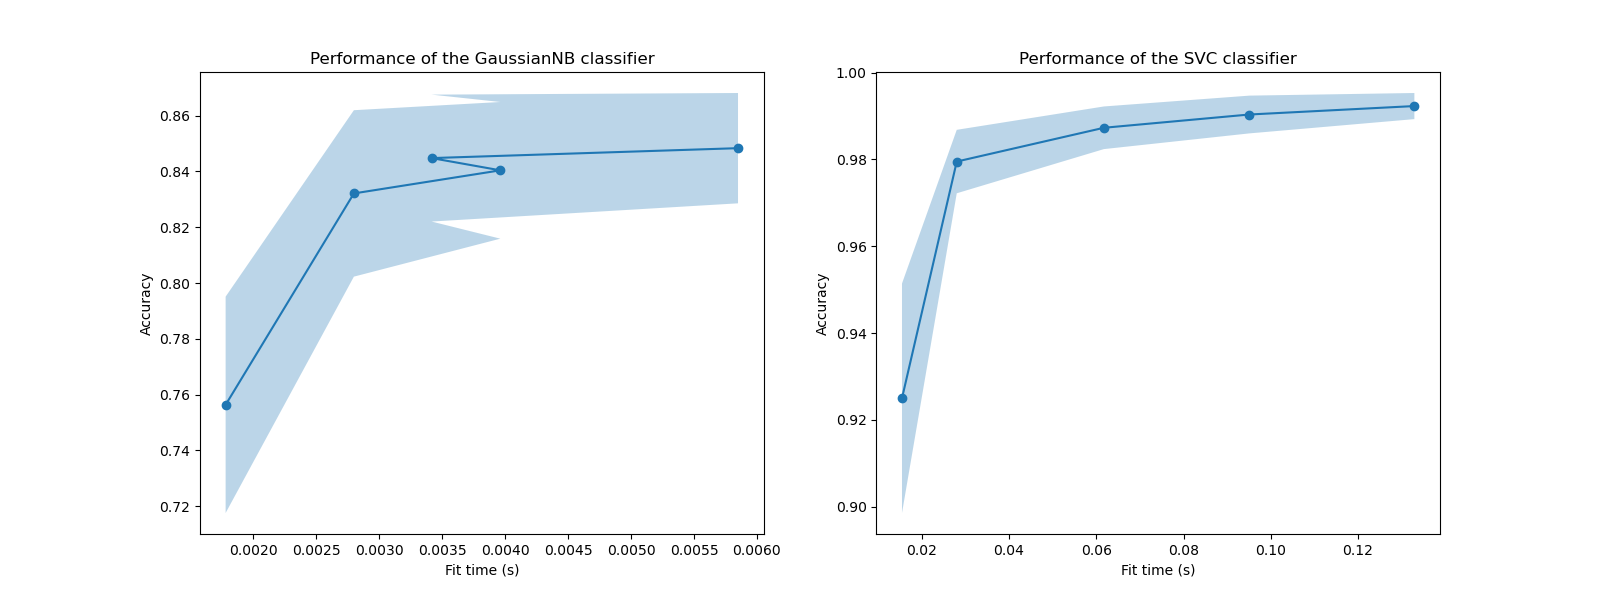 Performance of the GaussianNB classifier
Accuracy
0.86
0.84
0.82
0.80
0.78
0.76
0.74
0.72
0.0020 0.0025 0.0030 0.0035 0.0040 0.0045 0.0050 0.0055 0.0060
Fit time (s)
Performance of the SVC classifier
Accuracy
1.00
0.98
0.96
0.94
0.92
0.90
0.02 0.04 0.06 0.08 0.10 0.12
Fit time (s)